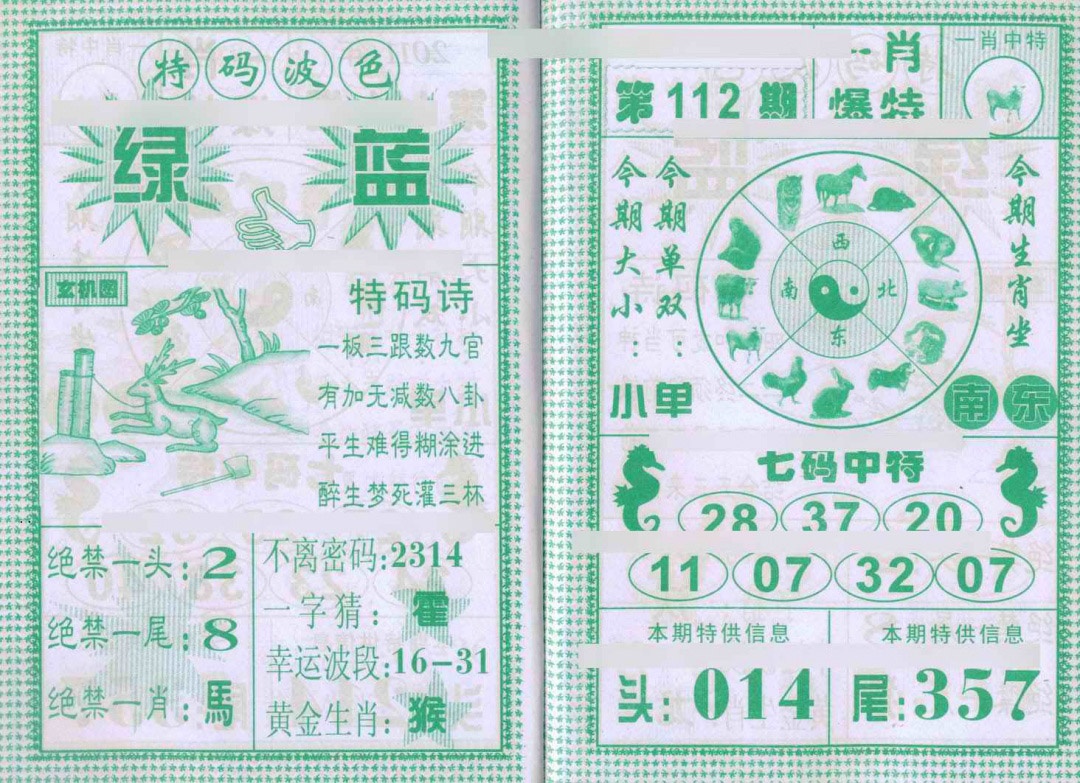 特码波色
绿 蓝
玄机图
特码诗
一板三跟数九官
有加无减数八卦
平生难得糊涂进
醉生梦死灌三杯
绝禁一头:2
绝禁一尾:8
绝禁一肖:馬
不离密码:2314
一字猜:霍
幸运波段:16-31
黄金生肖:猴
第112期
一肖
爆特
一肖中特
今期大小:小
今期单双:单
西
南 北
东
今期生肖坐
南东
七码中特
28 37 20
11 07 32 07
本期特供信息
头:014
本期特供信息
尾:357